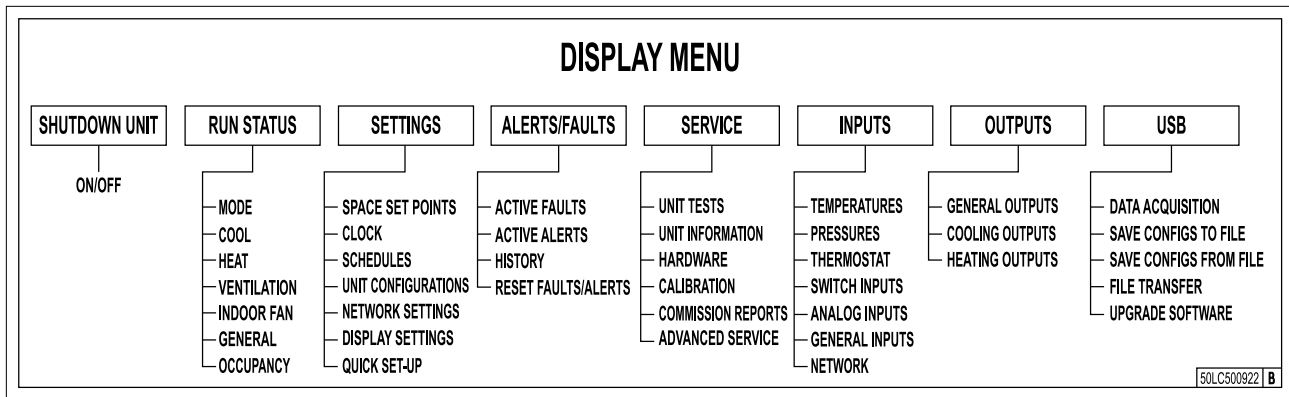 DISPLAY MENU
SHUTDOWN UNIT
ON/OFF
RUN STATUS
MODE
COOL
HEAT
VENTILATION
INDOOR FAN
GENERAL
OCCUPANCY
SETTINGS
SPACE SET POINTS
CLOCK
SCHEDULES
UNIT CONFIGURATIONS
NETWORK SETTINGS
DISPLAY SETTINGS
QUICK SET-UP
ALERTS/FAULTS
ACTIVE FAULTS
ACTIVE ALERTS
HISTORY
RESET FAULTS/ALERTS
SERVICE
UNIT TESTS
UNIT INFORMATION
HARDWARE
CALIBRATION
COMMISSION REPORTS
ADVANCED SERVICE
INPUTS
TEMPERATURES
PRESSURES
THERMOSTAT
SWITCH INPUTS
ANALOG INPUTS
GENERAL INPUTS
NETWORK
OUTPUTS
GENERAL OUTPUTS
COOLING OUTPUTS
HEATING OUTPUTS
USB
DATA ACQUISITION
SAVE CONFIGS TO FILE
SAVE CONFIGS FROM FILE
FILE TRANSFER
UPGRADE SOFTWARE
50LC500922 B